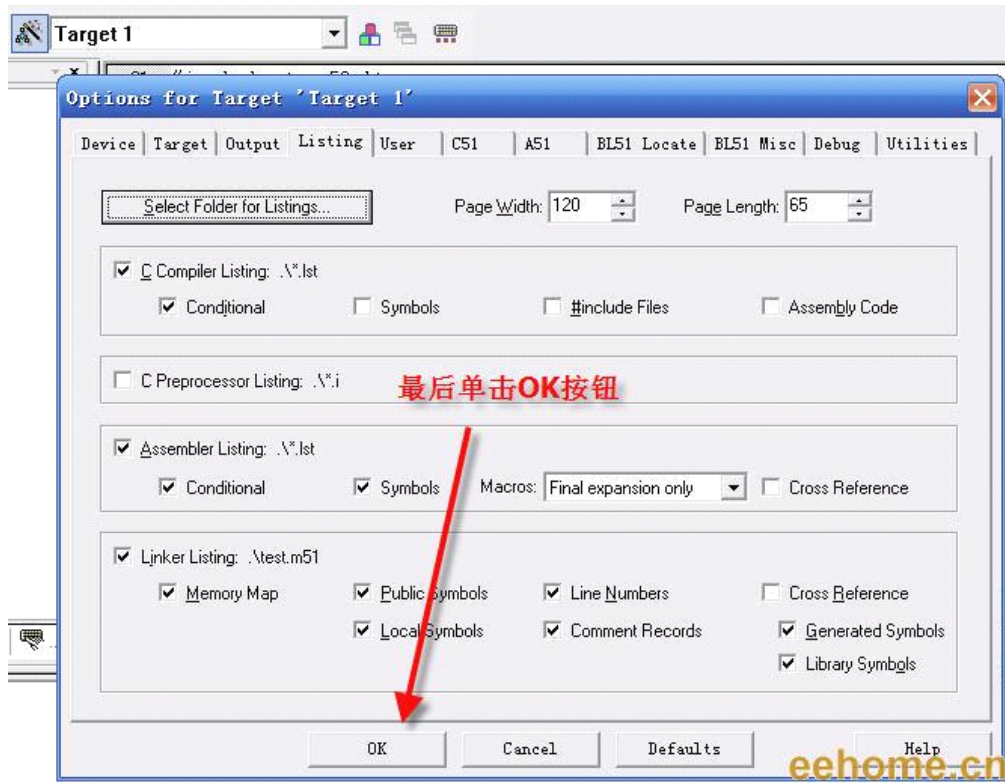 Target 1
Options for Target 'Target 1'
Device Target Output Listing User C51 A51 BL51 Locate BL51 Misc Debug Utilities
Select Folder for Listings... Page Width: 120 Page Length: 65
C Compiler Listing: .\*.lst
Conditional Symbols #include Files Assembly Code
C Preprocessor Listing: .\*.i
最后单击OK按钮
Assembler Listing: .\*.lst
Conditional Symbols Macros: Final expansion only Cross Reference
Linker Listing: .\test.m51
Memory Map Public Symbols Line Numbers Cross Reference
Local Symbols Comment Records Generated Symbols
Library Symbols
OK Cancel Defaults Help
eehome.cn